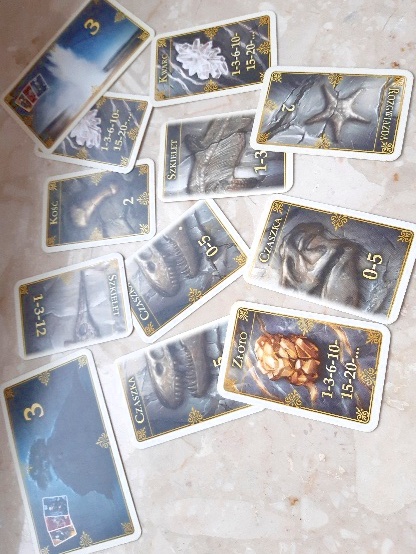 3
KWARC
1-3-6-10-
15-20-...
1-3-6-10-
15-20-...
ROZGWIAZDA
2
SZKIELET
1-3
KOŚĆ
2
CZASZKA
0-5
CZASZKA
0-5
SZKIELET
1-3-12
CZASZKA
5
ZŁOTO
1-3-6-10-
15-20-...
3